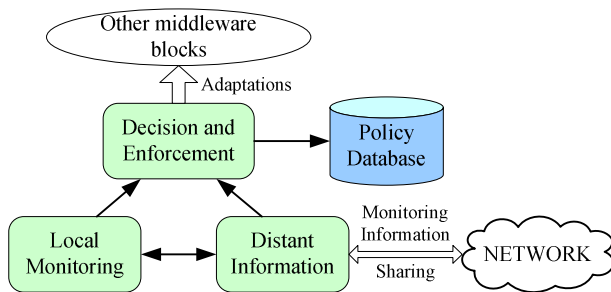 Other middleware
blocks
Adaptations
Decision and
Enforcement
Policy
Database
Local
Monitoring
Distant
Information
Monitoring
Information
Sharing
NETWORK